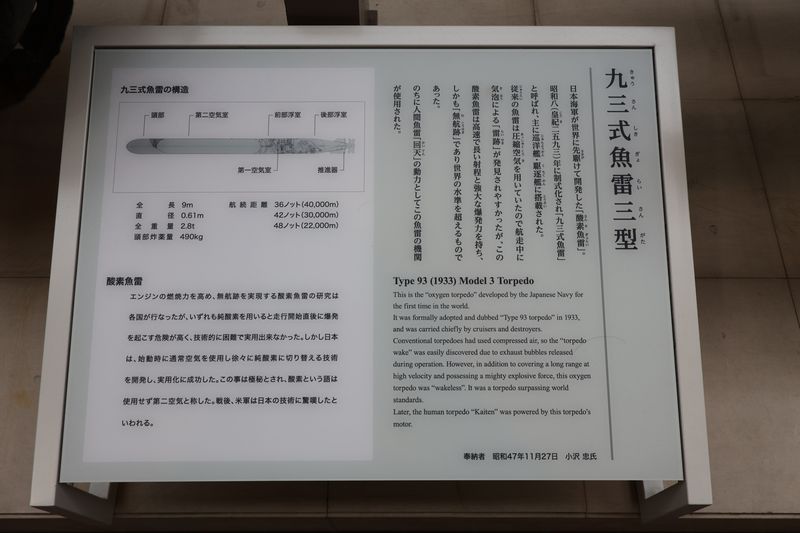 九三式魚雷三型
きゅうさんしきぎょらいさんがた
日本海軍が世界に先駆けて開発した「酸素魚雷」。
昭和八（皇紀二五九三）年に制式化され「九三式魚雷」
と呼ばれ、主に巡洋艦・駆逐艦に搭載された。
従来の魚雷は圧縮空気を用いていたので航走中に
気泡による「雷跡」が発見されやすかったが、この
酸素魚雷は高速で長い射程と強大な爆発力を持ち、
しかも「無航跡」であり世界の水準を超えるもので
あった。
のちに人間魚雷「回天」の動力としてこの魚雷の機関
が使用された。
Type 93 (1933) Model 3 Torpedo
This is the "oxygen torpedo" developed by the Japanese Navy for
the first time in the world.
It was formally adopted and dubbed "Type 93 torpedo" in 1933,
and was carried chiefly by cruisers and destroyers.
Conventional torpedoes had used compressed air, so the "torpedo
wake" was easily discovered due to exhaust bubbles released
during operation. However, in addition to covering a long range at
high velocity and possessing a mighty explosive force, this oxygen
torpedo was "wakeless". It was a torpedo surpassing world
standards.
Later, the human torpedo "Kaiten" was powered by this torpedo's
motor.
奉納者 昭和47年11月27日 小沢 忠氏
九三式魚雷の構造
頭部 第二空気室 前部浮室 後部浮室
第一空気室 推進器
全長 9m 航続距離 36ノット(40,000m)
直径 0.61m 42ノット(30,000m)
全重量 2.8t 48ノット(22,000m)
頭部炸薬量 490kg
酸素魚雷
エンジンの燃焼力を高め、無航跡を実現する酸素魚雷の研究は
各国が行なったが、いずれも純酸素を用いると走行開始直後に爆発
を起こす危険が高く、技術的に困難で実用出来なかった。しかし日本
は、始動時に通常空気を使用し徐々に純酸素に切り替える技術
を開発し、実用化に成功した。この事は極秘とされ、酸素という語は
使用せず第二空気と称した。戦後、米軍は日本の技術に驚嘆したと
いわれる。